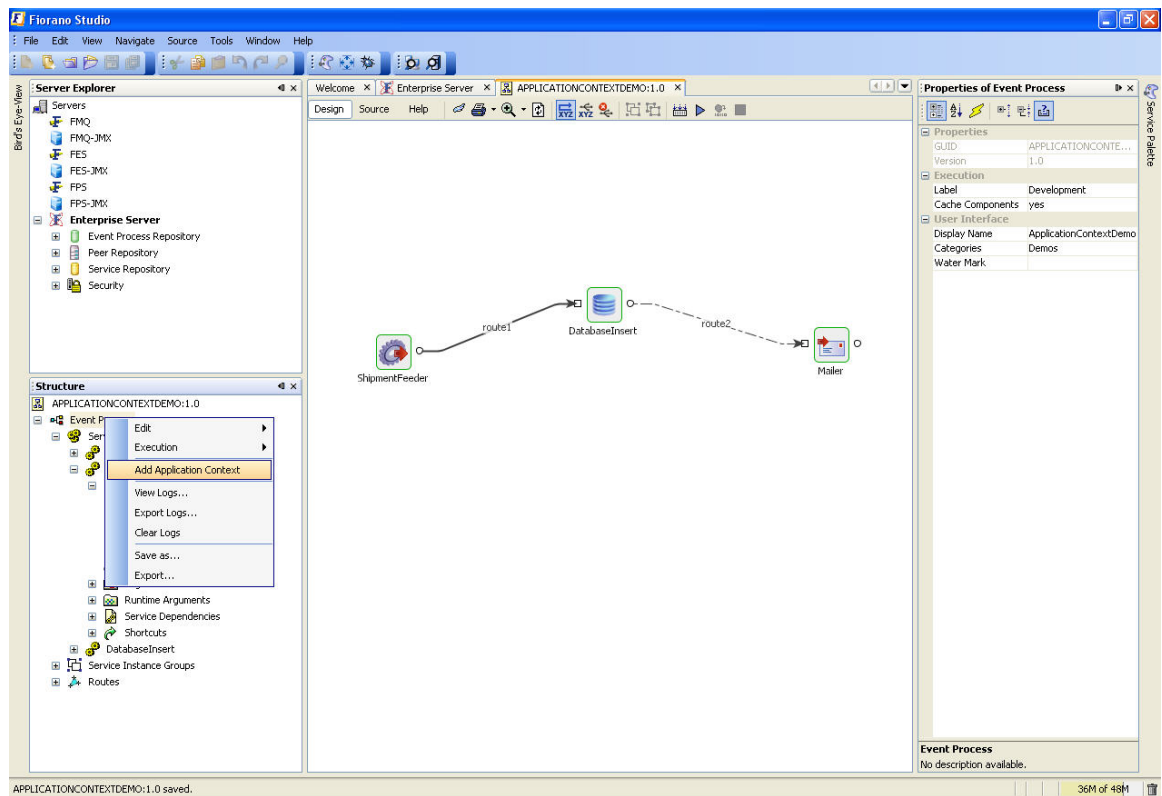 Fiorano Studio
File Edit View Navigate Source Tools Window Help
Bird's Eye-View
Server Explorer
Servers
FMQ
FMQ-JMX
FES
FES-JMX
FPS
FPS-JMX
Enterprise Server
Event Process Repository
Peer Repository
Service Repository
Security
Structure
APPLICATIONCONTEXTDEMO:1.0
Event P
Ser
Edit
Execution
Add Application Context
View Logs...
Export Logs...
Clear Logs
Save as...
Export...
Runtime Arguments
Service Dependencies
Shortcuts
DatabaseInsert
Service Instance Groups
Routes
Welcome Enterprise Server APPLICATIONCONTEXTDEMO:1.0
Design Source Help XYZ XYZ
ShipmentFeeder
route1
DatabaseInsert
route2
Mailer
Properties of Event Process
Properties
GUID APPLICATIONCONTE...
Version 1.0
Execution
Label Development
Cache Components yes
User Interface
Display Name ApplicationContextDemo
Categories Demos
Water Mark
Event Process
No description available.
Service Palette
APPLICATIONCONTEXTDEMO:1.0 saved.
36M of 48M